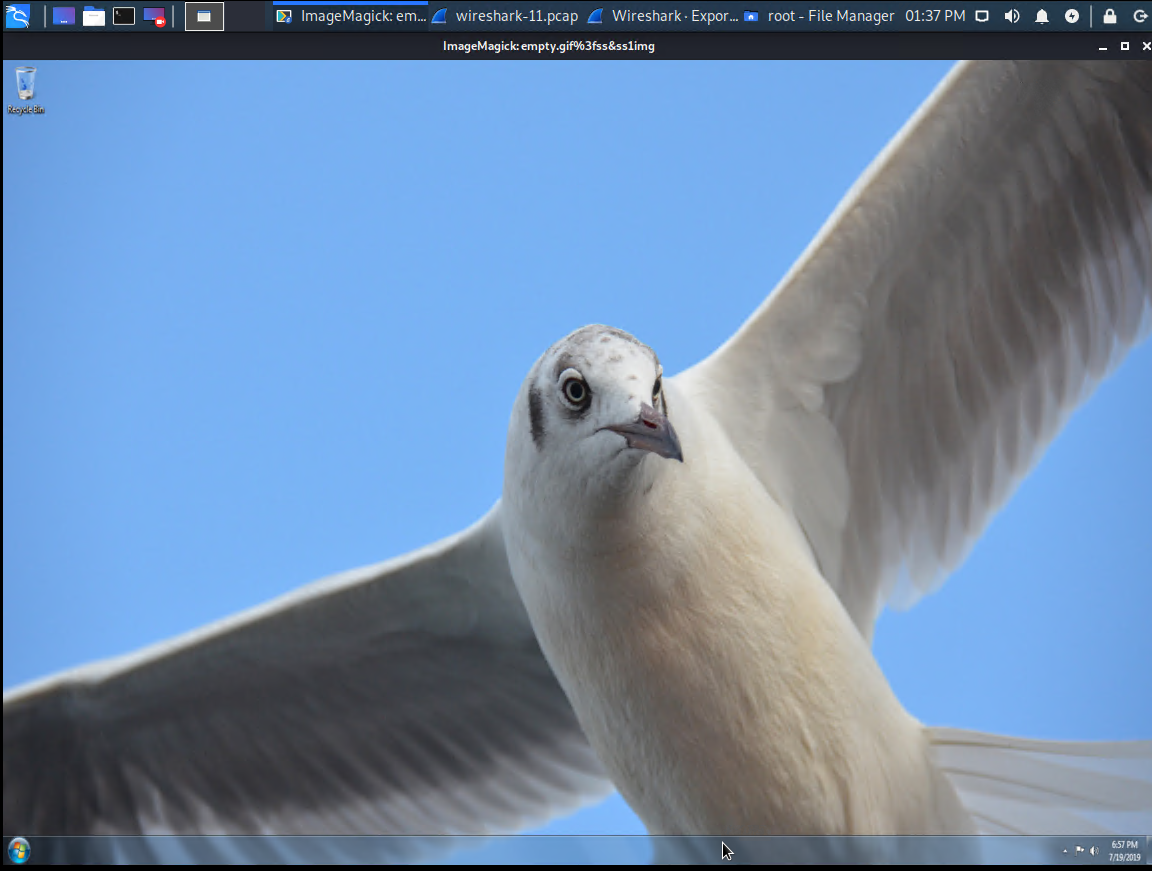 ImageMagick: em... wireshark-11.pcap Wireshark · Expor... root - File Manager 01:37 PM
ImageMagick: empty.gif%3fss&ss1img
Recycle Bin
6:57 PM
7/19/2019